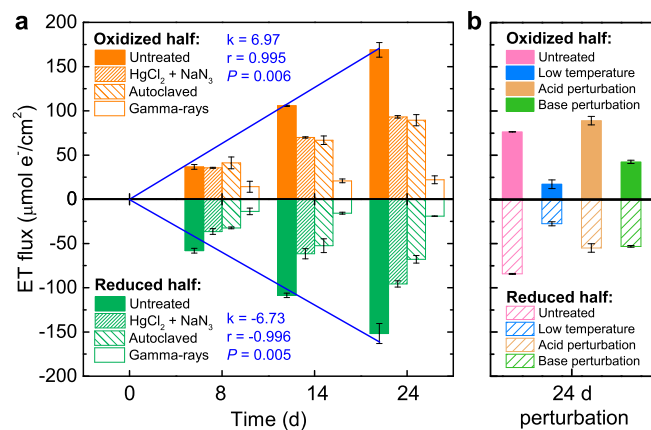 a
Oxidized half:
Untreated
HgCl₂ + NaN₃
Autoclaved
Gamma-rays
k = 6.97
r = 0.995
P = 0.006
ET flux (μmol e⁻/cm²)
200
150
100
50
0
-50
-100
-150
-200
Reduced half:
Untreated
HgCl₂ + NaN₃
Autoclaved
Gamma-rays
k = -6.73
r = -0.996
P = 0.005
0
8
14
24
Time (d)
b
Oxidized half:
Untreated
Low temperature
Acid perturbation
Base perturbation
Reduced half:
Untreated
Low temperature
Acid perturbation
Base perturbation
24 d
perturbation